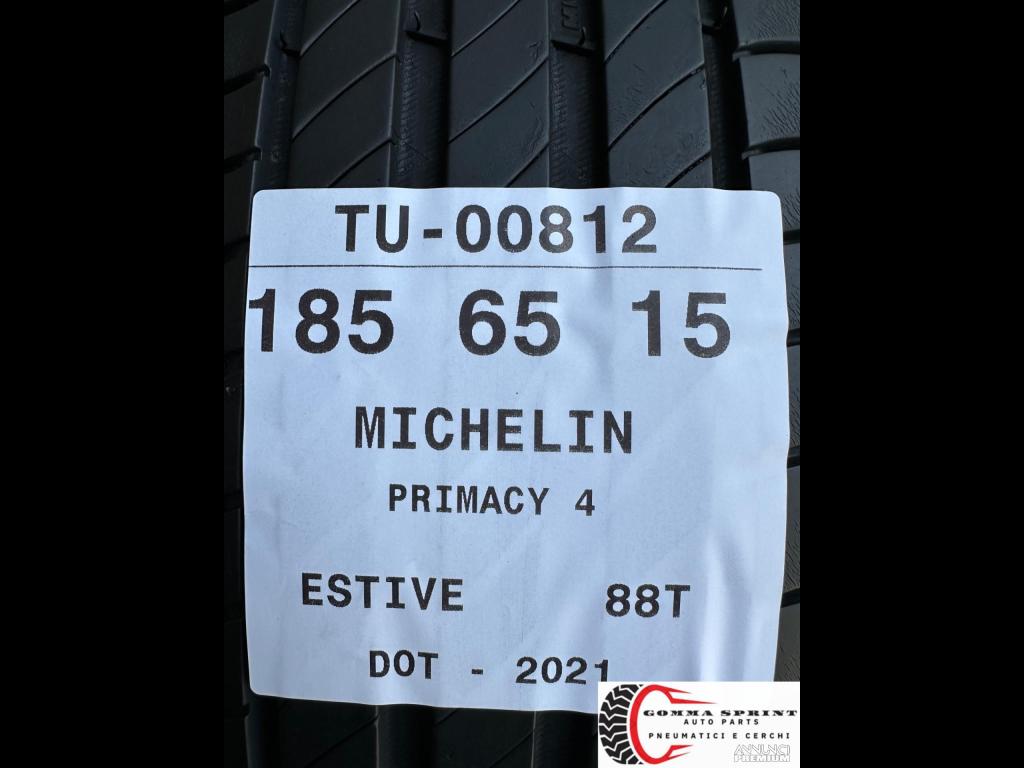 TU-00812
185 65 15
MICHELIN
PRIMACY 4
ESTIVE 88T
DOT - 2021
GOMMA SPRINT
AUTO PARTS
PNEUMATICI E CERCHI
ANNUNCI
PREMIUM